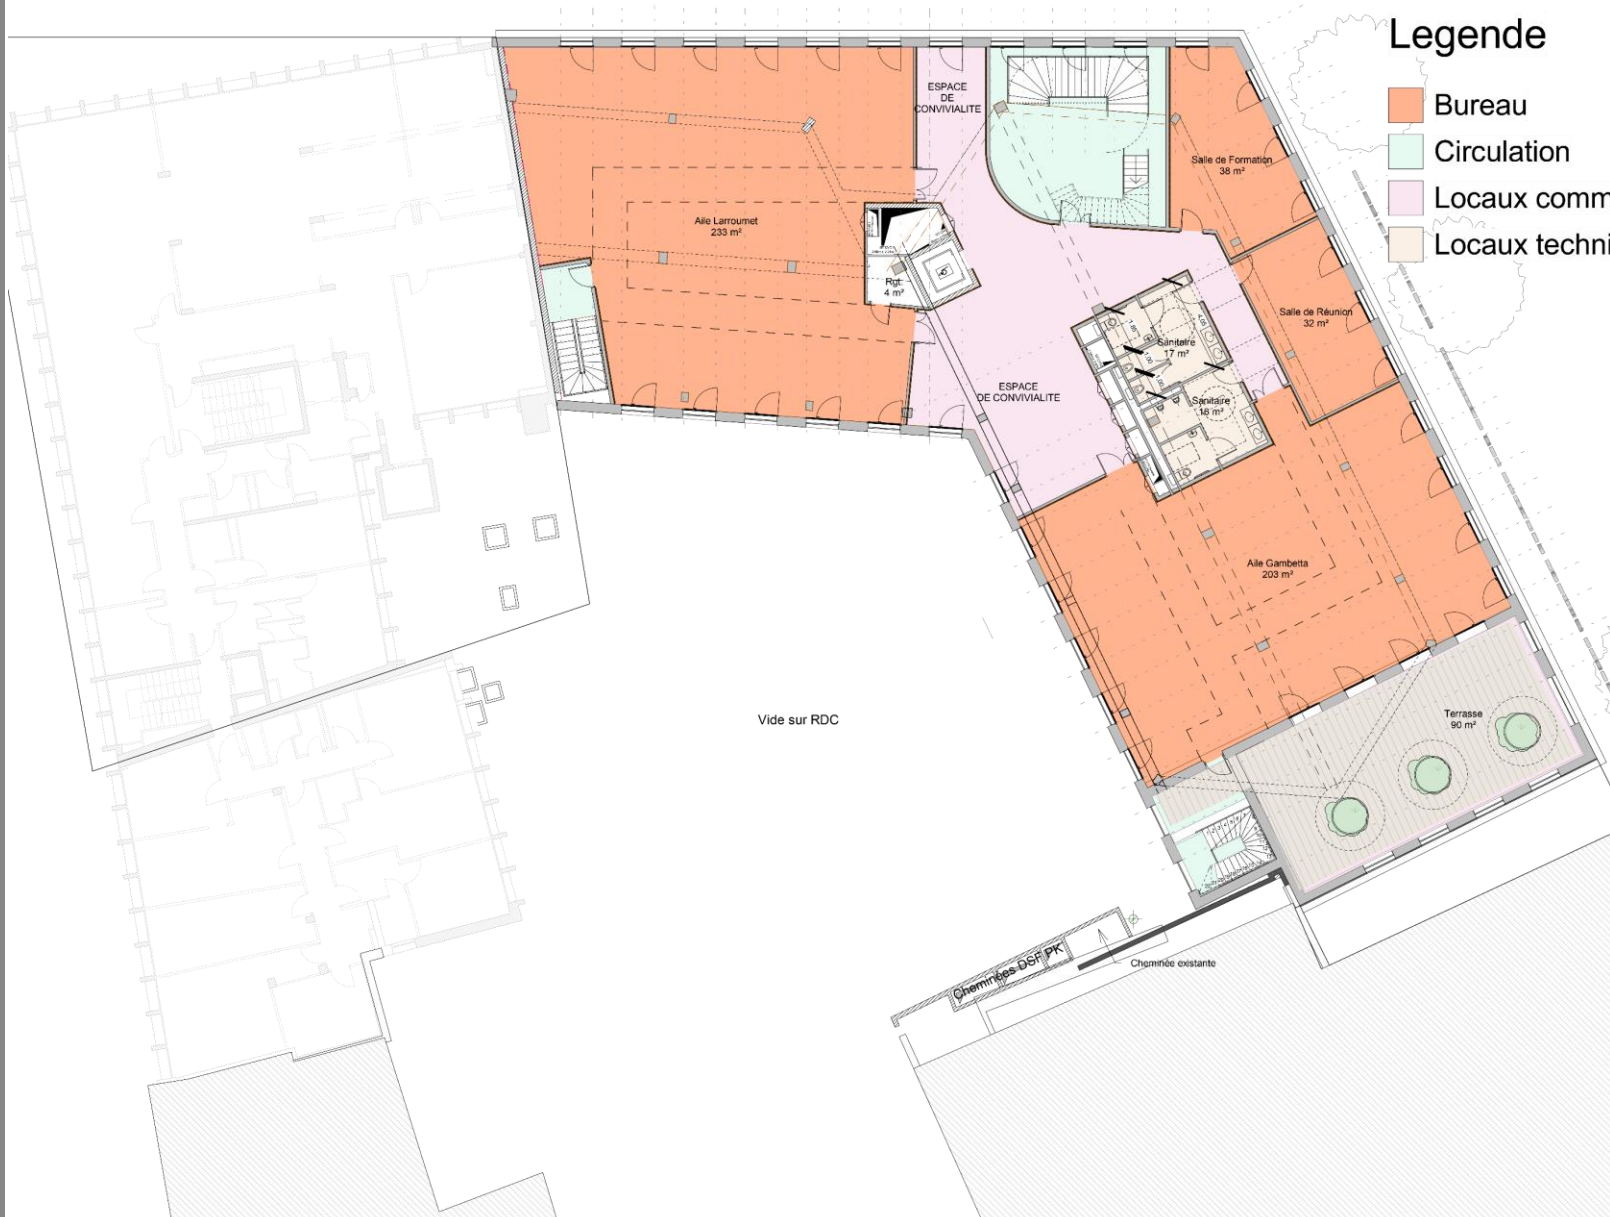 Legende
Bureau
Circulation
Locaux comm
Locaux techni
ESPACE
DE
CONVIVIALITE
Salle de Formation
38 m²
Aile Larroumet
233 m²
Rgt
4 m²
Salle de Réunion
32 m²
Sanitaire
17 m²
ESPACE
DE CONVIVIALITE
Sanitaire
16 m²
Aile Gambetta
203 m²
Vide sur RDC
Terrasse
90 m²
Cheminées DSF PK
Cheminée existante